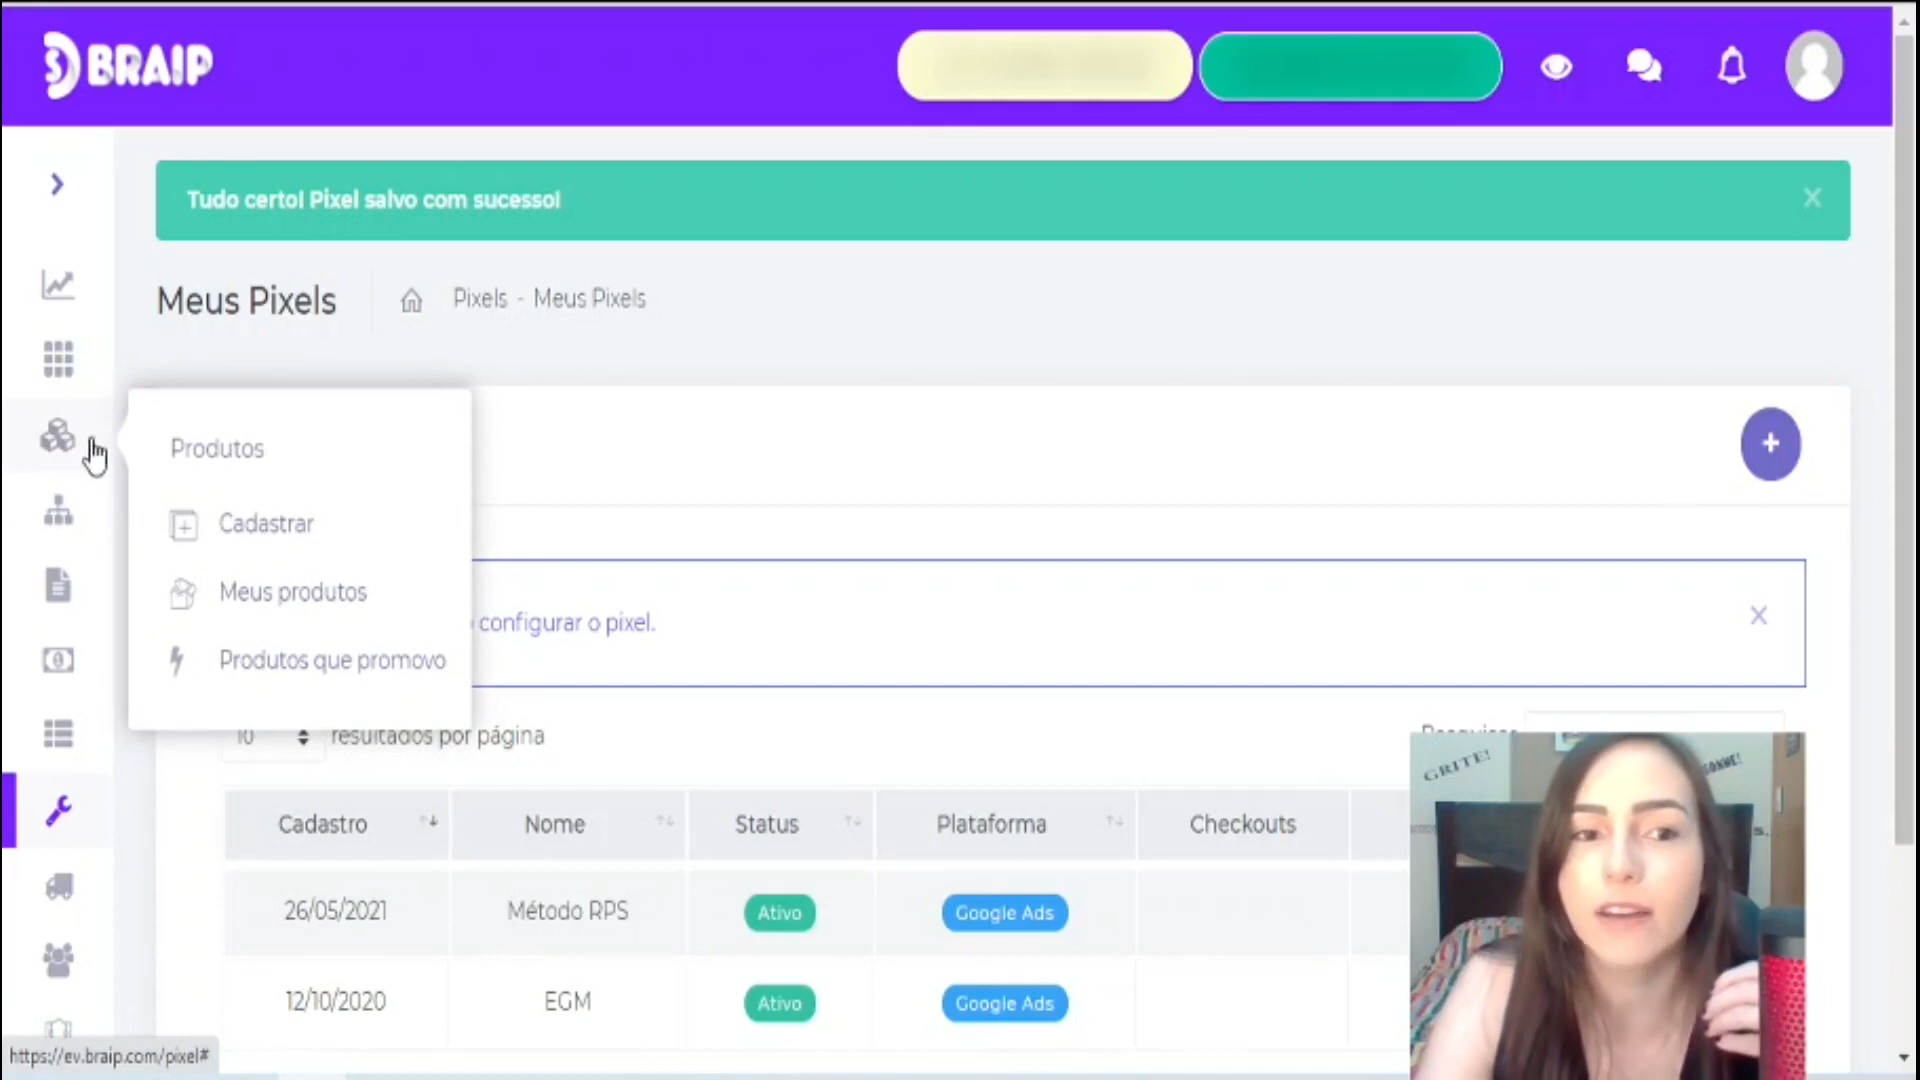 BRAIP
Tudo certo! Pixel salvo com sucesso!
Meus Pixels
Pixels - Meus Pixels
Produtos
Cadastrar
Meus produtos
Produtos que promovo
configurar o pixel.
10 resultados por página
Pesquisar
Cadastro Nome Status Plataforma Checkouts
26/05/2021 Método RPS Ativo Google Ads
12/10/2020 EGM Ativo Google Ads
GRITE!
https://ev.braip.com/pixel#